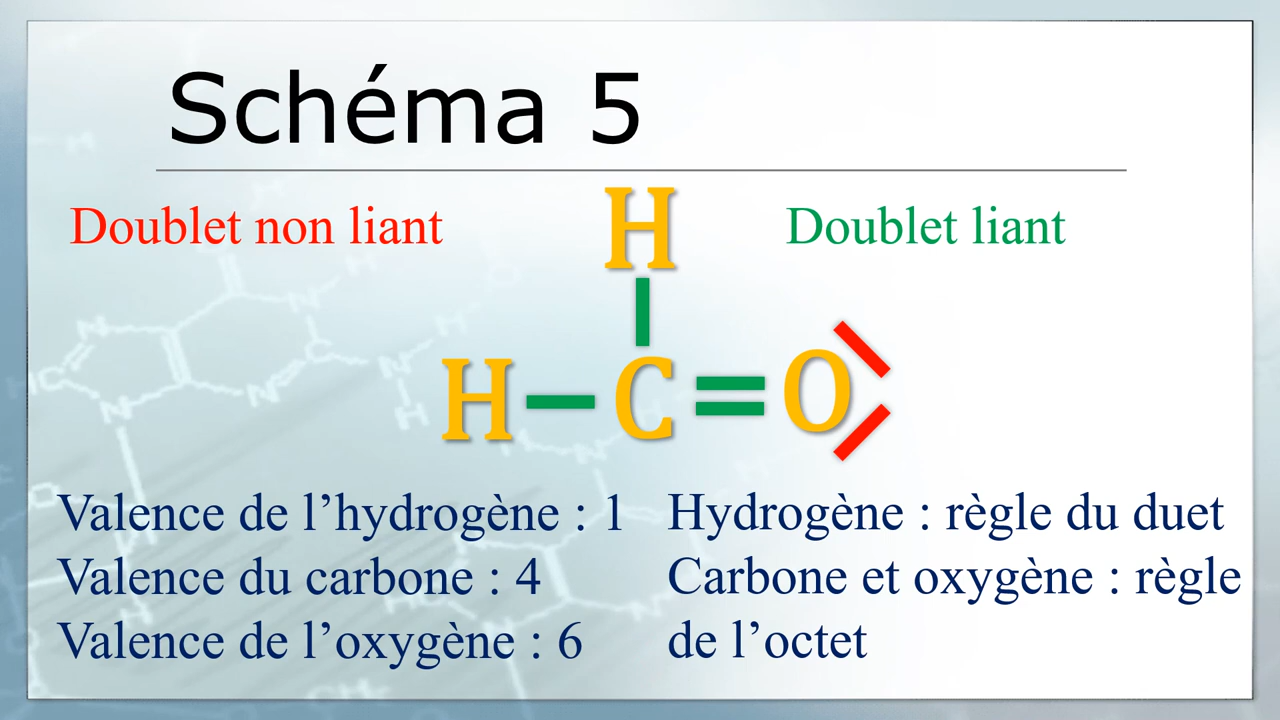 Schéma 5
Doublet non liant
Doublet liant
H
H C O
Valence de l’hydrogène : 1
Valence du carbone : 4
Valence de l’oxygène : 6
Hydrogène : règle du duet
Carbone et oxygène : règle
de l’octet